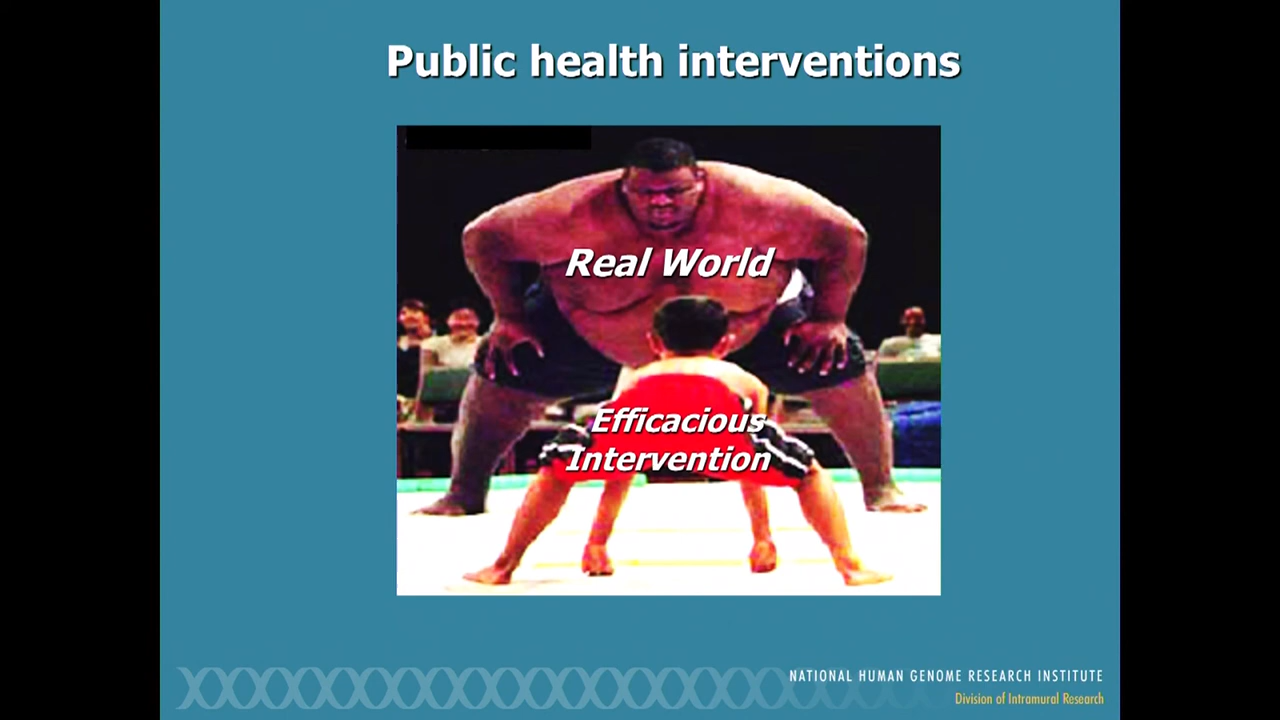 Public health interventions
Real World
Efficacious
Intervention
NATIONAL HUMAN GENOME RESEARCH INSTITUTE
Division of Intramural Research